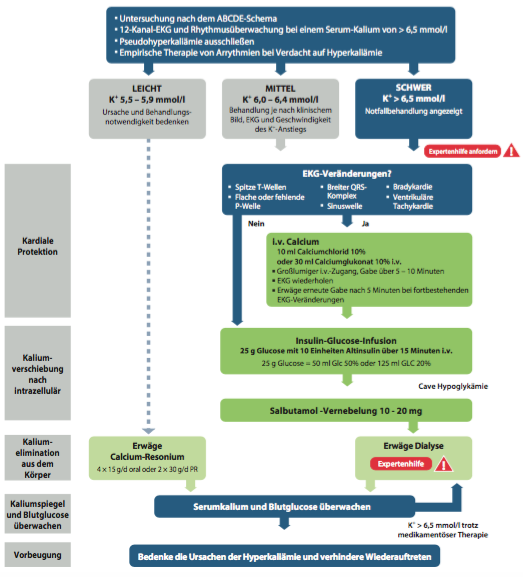 • Untersuchung nach dem ABCDE-Schema
• 12-Kanal-EKG und Rhythmusüberwachung bei einem Serum-Kalium von > 6,5 mmol/l
• Pseudohyperkaliämie ausschließen
• Empirische Therapie von Arrytmien bei Verdacht auf Hyperkaliämie
LEICHT
K⁺ 5,5 – 5,9 mmol/l
Ursache und Behandlungs-
notwendigkeit bedenken
MITTEL
K⁺ 6,0 – 6,4 mmol/l
Behandlung je nach klinischem
Bild, EKG und Geschwindigkeit
des K⁺-Anstiegs
SCHWER
K⁺ > 6,5 mmol/l
Notfallbehandlung angezeigt
Expertenhilfe anfordern
Kardiale
Protektion
EKG-Veränderungen?
• Spitze T-Wellen
• Flache oder fehlende
P-Welle
• Breiter QRS-
Komplex
• Sinuswelle
• Bradykardie
• Ventrikuläre
Tachykardie
Nein
Ja
i.v. Calcium
10 ml Calciumchlorid 10%
oder 30 ml Calciumglukonat 10% i.v.
• Großlumiger i.v.-Zugang, Gabe über 5 – 10 Minuten
• EKG wiederholen
• Erwäge erneute Gabe nach 5 Minuten bei fortbestehenden
EKG-Veränderungen
Kalium-
verschiebung
nach
intrazellulär
Insulin-Glucose-Infusion
25 g Glucose mit 10 Einheiten Altinsulin über 15 Minuten i.v.
25 g Glucose = 50 ml Glc 50% oder 125 ml GLC 20%
Cave Hypoglykämie
Salbutamol -Vernebelung 10 - 20 mg
Kalium-
elimination
aus dem
Körper
Erwäge
Calcium-Resonium
4 × 15 g/d oral oder 2 × 30 g/d PR
Erwäge Dialyse
Expertenhilfe
Kaliumspiegel
und Blutglucose
überwachen
Serumkalium und Blutglucose überwachen
K⁺ > 6,5 mmol/l trotz
medikamentöser Therapie
Vorbeugung
Bedenke die Ursachen der Hyperkaliämie und verhindere Wiederauftreten